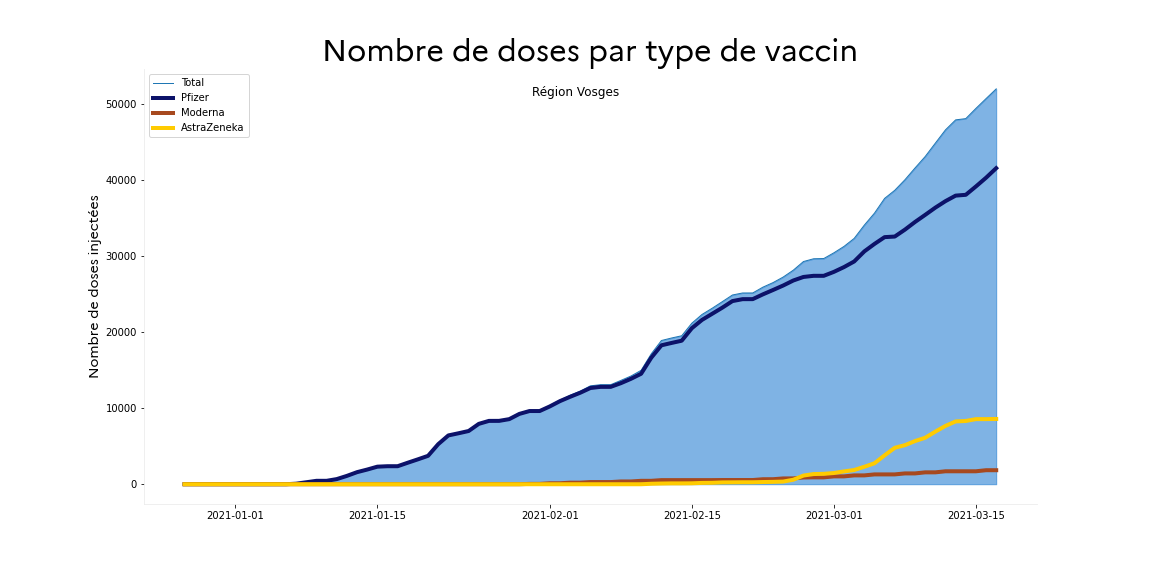 Nombre de doses par type de vaccin
Région Vosges
Total
Pfizer
Moderna
AstraZeneka
Nombre de doses injectées
50000
40000
30000
20000
10000
0
2021-01-01
2021-01-15
2021-02-01
2021-02-15
2021-03-01
2021-03-15